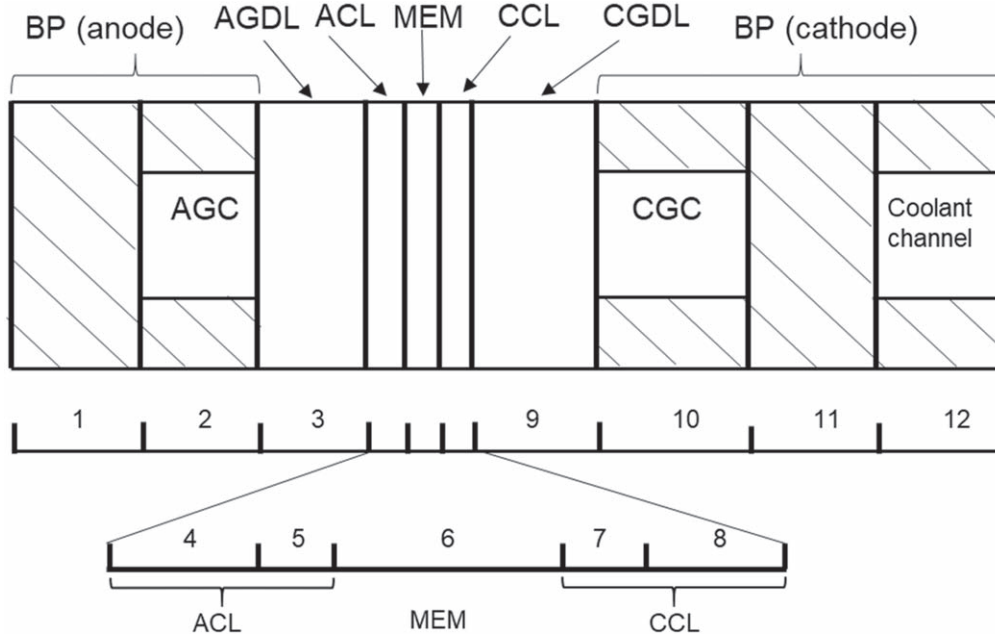 BP (anode)
AGDL
ACL
MEM
CCL
CGDL
BP (cathode)
AGC
CGC
Coolant
channel
1
2
3
9
10
11
12
4
5
6
7
8
ACL
MEM
CCL